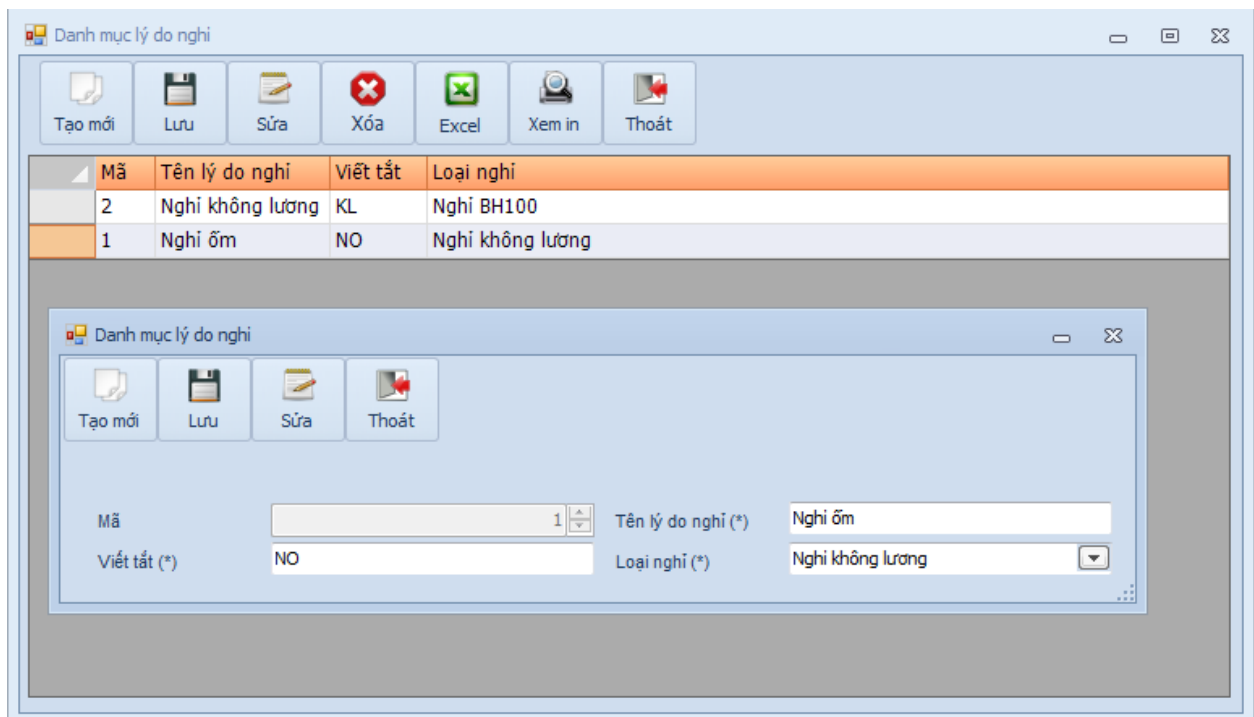 Danh mục lý do nghỉ
Tạo mới Lưu Sửa Xóa Excel Xem in Thoát
Mã Tên lý do nghỉ Viết tắt Loại nghỉ
2 Nghỉ không lương KL Nghỉ BH100
1 Nghỉ ốm NO Nghỉ không lương
Danh mục lý do nghỉ
Tạo mới Lưu Sửa Thoát
Mã 1 Tên lý do nghỉ (*) Nghỉ ốm
Viết tắt (*) NO Loại nghỉ (*) Nghỉ không lương